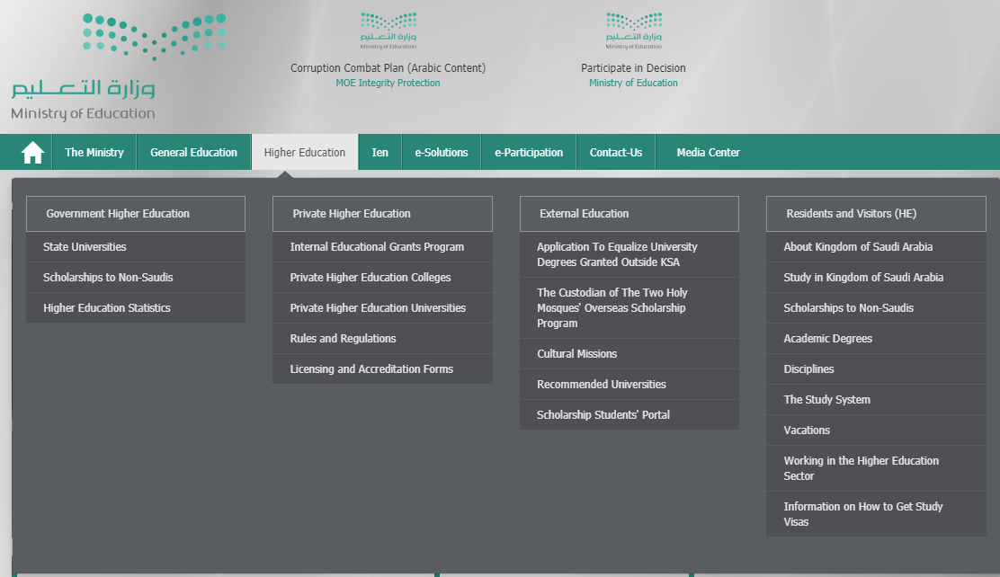 وزارة التعليم
Ministry of Education
وزارة التعليم
Ministry of Education
Corruption Combat Plan (Arabic Content)
MOE Integrity Protection
وزارة التعليم
Ministry of Education
Participate in Decision
Ministry of Education
The Ministry
General Education
Higher Education
Ien
e-Solutions
e-Participation
Contact-Us
Media Center
Government Higher Education
State Universities
Scholarships to Non-Saudis
Higher Education Statistics
Private Higher Education
Internal Educational Grants Program
Private Higher Education Colleges
Private Higher Education Universities
Rules and Regulations
Licensing and Accreditation Forms
External Education
Application To Equalize University
Degrees Granted Outside KSA
The Custodian of The Two Holy
Mosques' Overseas Scholarship
Program
Cultural Missions
Recommended Universities
Scholarship Students' Portal
Residents and Visitors (HE)
About Kingdom of Saudi Arabia
Study in Kingdom of Saudi Arabia
Scholarships to Non-Saudis
Academic Degrees
Disciplines
The Study System
Vacations
Working in the Higher Education
Sector
Information on How to Get Study
Visas